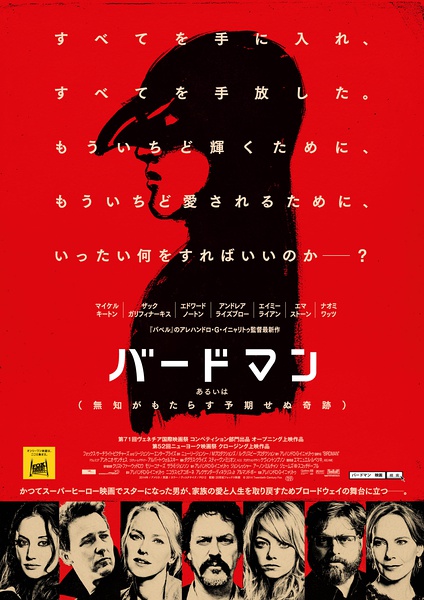 すべてを手に入れ、
すべてを手放した。
もういちど輝くために、
もういちど愛されるために、
いったい何をすればいいのか——？
マイケル キートン
ザック ガリフィアナーキス
エドワード ノートン
アンドレア ライズブロー
エイミー ライアン
エマ ストーン
ナオミ ワッツ
『バベル』のアレハンドロ・G・イニャリトゥ監督最新作
バードマン
あるいは
（無知がもたらす予期せぬ奇跡）
第71回ヴェネチア国際映画祭 コンペティション部門出品 オープニング上映作品
第52回ニューヨーク映画祭 クロージング上映作品
バードマン 映画
かつてスーパーヒーロー映画でスターになった男が、家族の愛と人生を取り戻すためブロードウェイの舞台に立つ——。